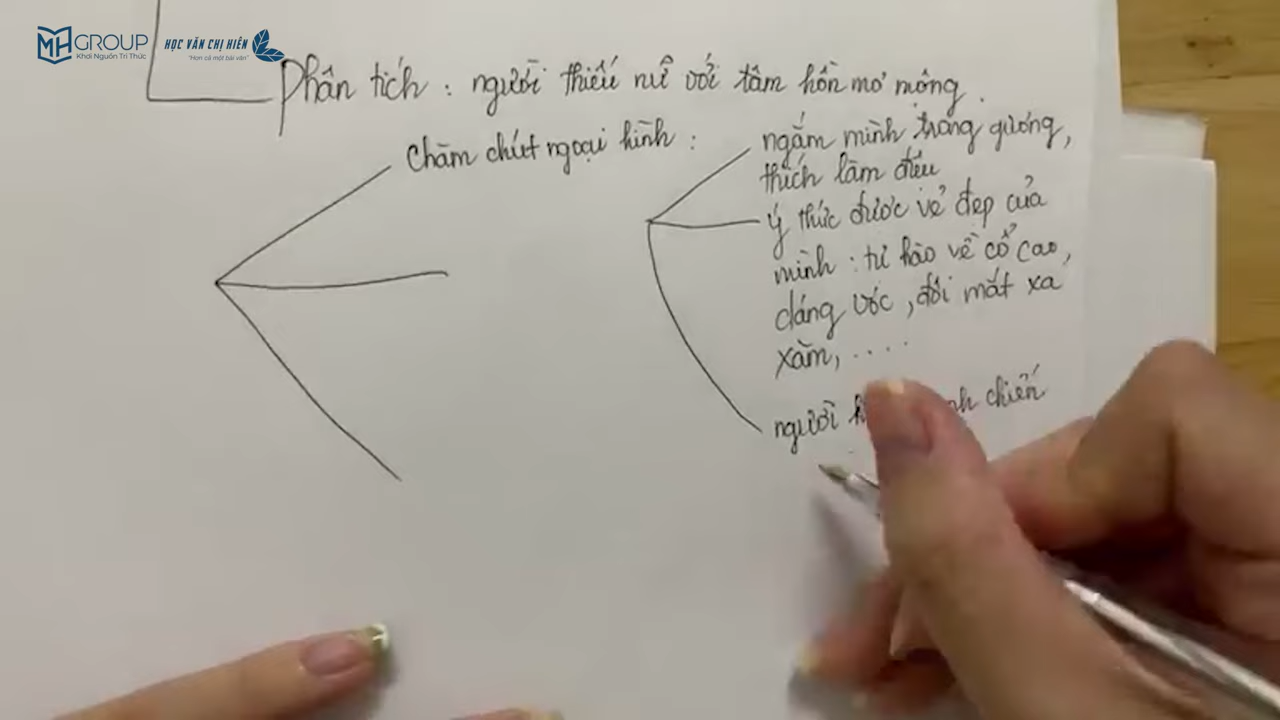 MH GROUP
Khơi Nguồn Tri Thức
HỌC VĂN CHỊ HIÊN
"Hơn cả một bài văn"
Phân tích : người thiếu nữ với tâm hồn mơ mộng.
Chăm chút ngoại hình :
ngắm mình trong gương,
thích làm điệu
ý thức được vẻ đẹp của
mình : tự hào về cổ cao,
dáng vóc, đôi mắt xa
xăm, ....
người chiến